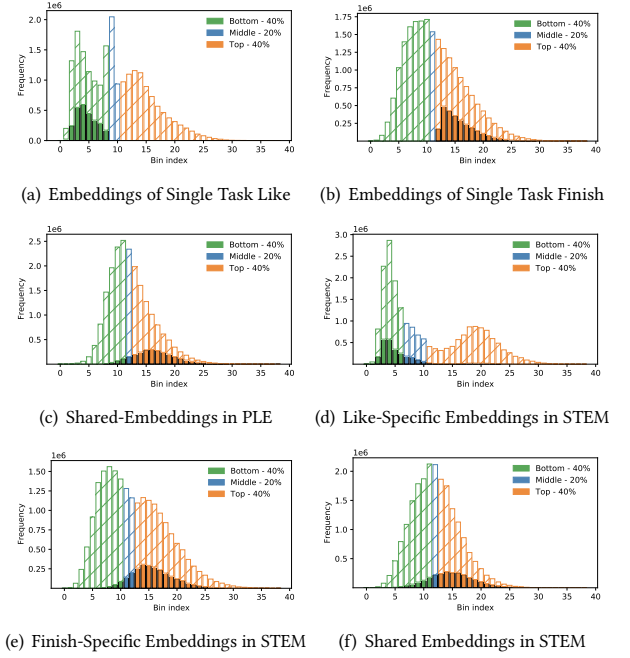 1e6
2.0
1.5
1.0
0.5
0.0
Frequency
0 5 10 15 20 25 30 35 40
Bin index
Bottom - 40%
Middle - 20%
Top - 40%
(a) Embeddings of Single Task Like
1e6
1.75
1.50
1.25
1.00
0.75
0.50
0.25
Frequency
0 5 10 15 20 25 30 35 40
Bin index
Bottom - 40%
Middle - 20%
Top - 40%
(b) Embeddings of Single Task Finish
1e6
2.5
2.0
1.5
1.0
0.5
Frequency
0 5 10 15 20 25 30 35 40
Bin index
Bottom - 40%
Middle - 20%
Top - 40%
(c) Shared-Embeddings in PLE
1e6
3.0
2.5
2.0
1.5
1.0
0.5
Frequency
0 5 10 15 20 25 30 35 40
Bin index
Bottom - 40%
Middle - 20%
Top - 40%
(d) Like-Specific Embeddings in STEM
1e6
1.50
1.25
1.00
0.75
0.50
0.25
Frequency
0 5 10 15 20 25 30 35 40
Bin index
Bottom - 40%
Middle - 20%
Top - 40%
(e) Finish-Specific Embeddings in STEM
1e6
2.0
1.5
1.0
0.5
Frequency
0 5 10 15 20 25 30 35 40
Bin index
Bottom - 40%
Middle - 20%
Top - 40%
(f) Shared Embeddings in STEM